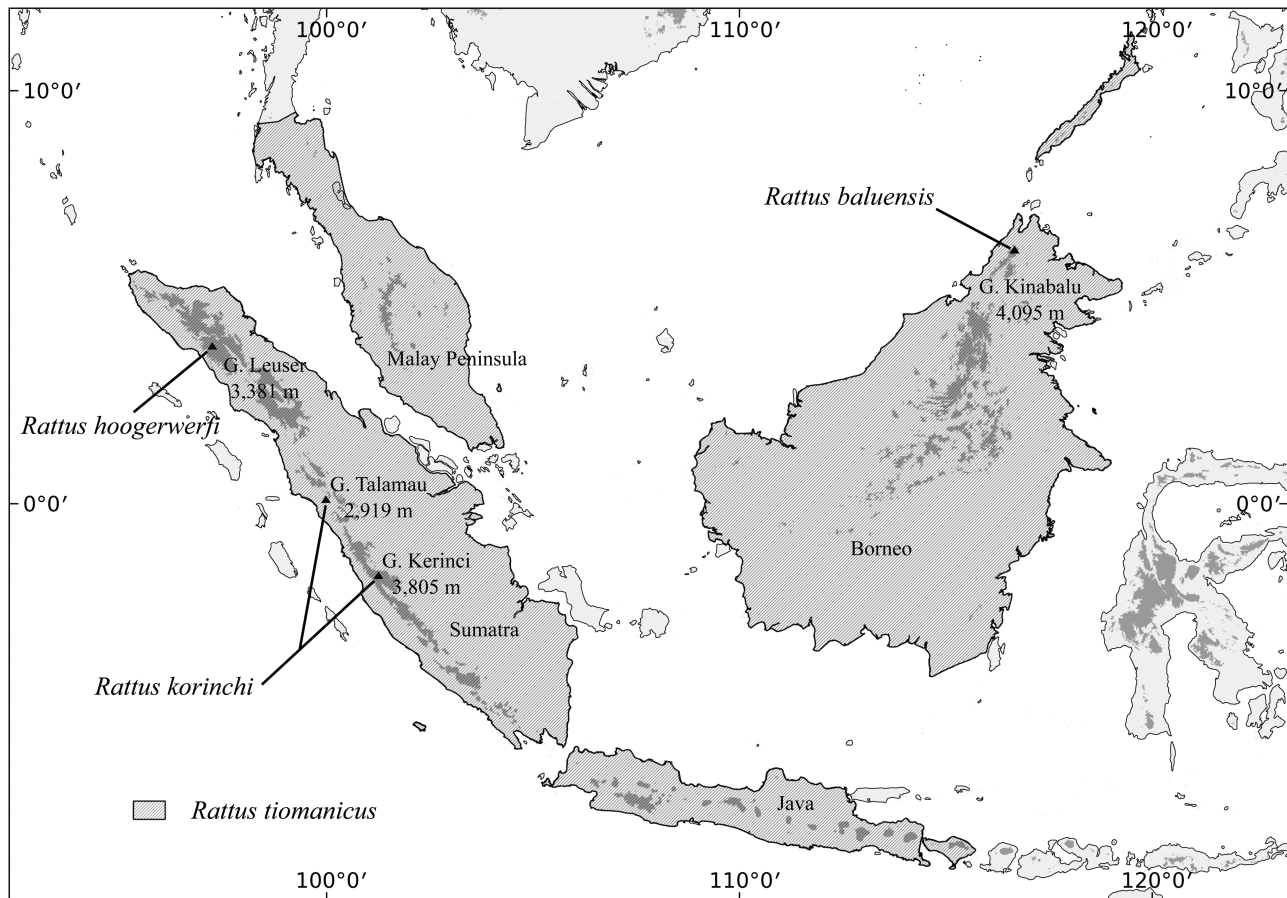 100°0′
110°0′
120°0′
10°0′
10°0′
Rattus baluensis
G. Kinabalu
4,095 m
Malay Peninsula
G. Leuser
3,381 m
Rattus hoogerwerfi
G. Talamau
2,919 m
0°0′
0°0′
Borneo
G. Kerinci
3,805 m
Sumatra
Rattus korinchi
Java
Rattus tiomanicus
100°0′
110°0′
120°0′